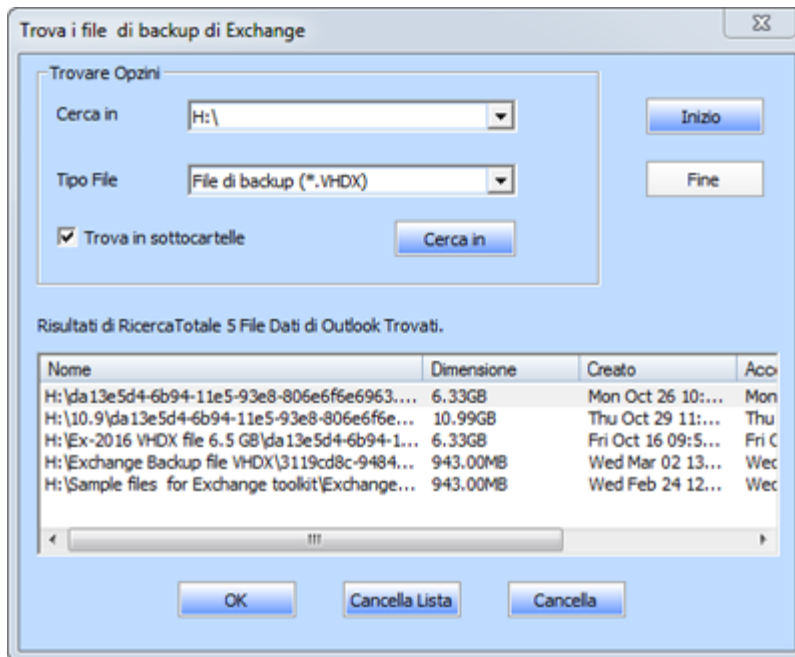 Trova i file  di backup di Exchange
Trovare Opzini
Cerca in
H:\
Inizio
Tipo File
File di backup (*.VHDX)
Fine
Trova in sottocartelle
Cerca in
Risultati di RicercaTotale 5 File Dati di Outlook Trovati.
Nome Dimensione Creato Acc
H:\da13e5d4-6b94-11e5-93e8-806e6f6e6963.... 6.33GB Mon Oct 26 10:... Mon
H:\10.9\da13e5d4-6b94-11e5-93e8-806e6f6e... 10.99GB Thu Oct 29 11:... Thu
H:\Ex-2016 VHDX file 6.5 GB\da13e5d4-6b94-1... 6.33GB Fri Oct 16 09:5... Fri C
H:\Exchange Backup file VHDX\3119cd8c-9484... 943.00MB Wed Mar 02 13... Wed
H:\Sample files  for Exchange toolkit\Exchange... 943.00MB Wed Feb 24 12... Wed
OK
Cancella Lista
Cancella